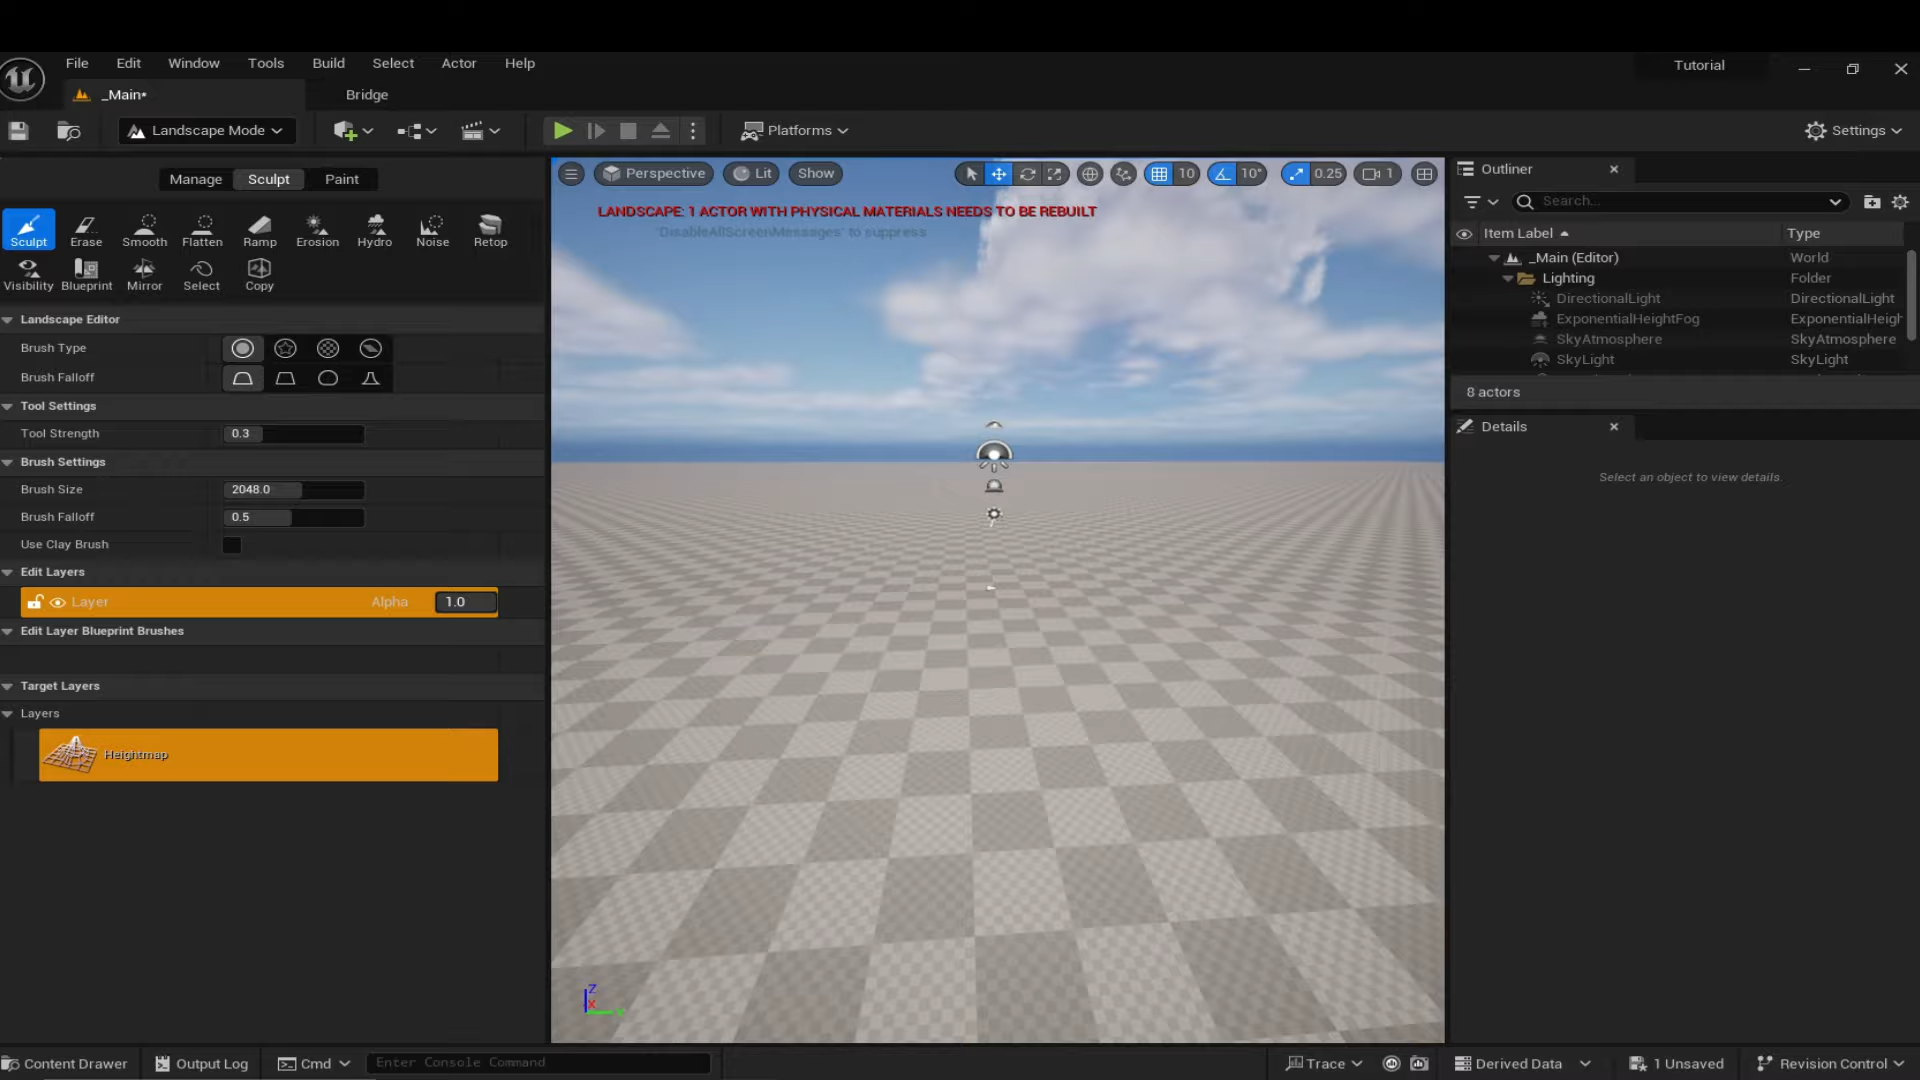 File Edit Window Tools Build Select Actor Help
Tutorial
_Main•
Bridge
Landscape Mode
Platforms
Settings
Manage Sculpt Paint
Sculpt Erase Smooth Flatten Ramp Erosion Hydro Noise Retop
Visibility Blueprint Mirror Select Copy
Landscape Editor
Brush Type
Brush Falloff
Tool Settings
Tool Strength 0.3
Brush Settings
Brush Size 2048.0
Brush Falloff 0.5
Use Clay Brush
Edit Layers
Layer Alpha 1.0
Edit Layer Blueprint Brushes
Target Layers
Layers
Heightmap
Perspective Lit Show 10 10° 0.25 1
LANDSCAPE: 1 ACTOR WITH PHYSICAL MATERIALS NEEDS TO BE REBUILT
'DisableAllScreenMessages' to suppress
Z
X
Y
Outliner
Search...
Item Label Type
_Main (Editor) World
Lighting Folder
DirectionalLight DirectionalLight
ExponentialHeightFog ExponentialHeigh
SkyAtmosphere SkyAtmosphere
SkyLight SkyLight
8 actors
Details
Select an object to view details.
Content Drawer Output Log Cmd Enter Console Command Trace Derived Data 1 Unsaved Revision Control